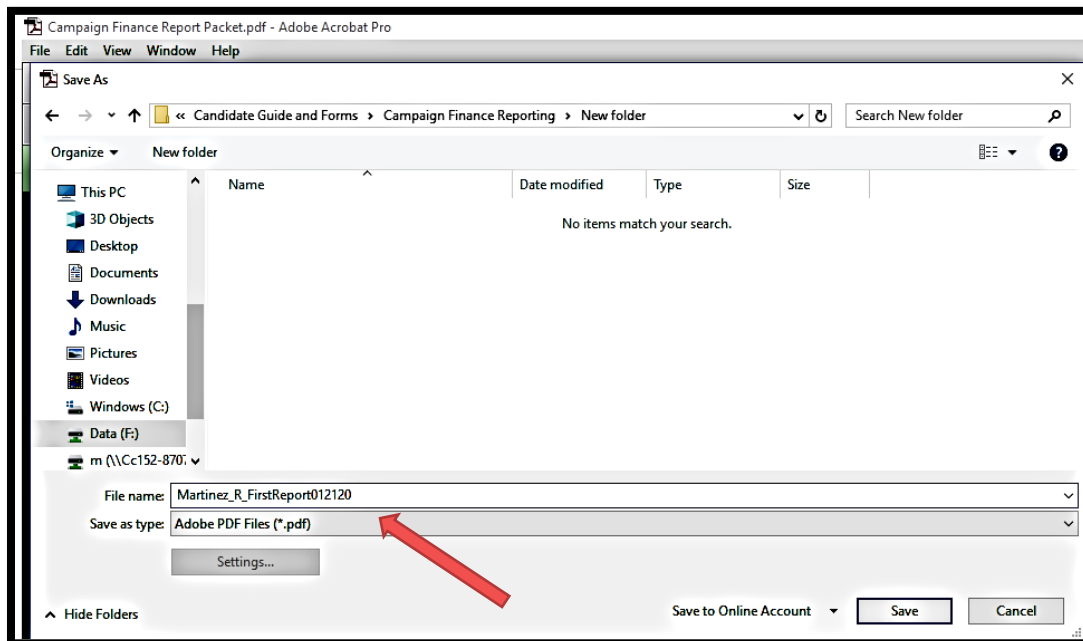 Campaign Finance Report Packet.pdf - Adobe Acrobat Pro
File Edit View Window Help
Save As
« Candidate Guide and Forms › Campaign Finance Reporting › New folder
Search New folder
Organize New folder
This PC
3D Objects
Desktop
Documents
Downloads
Music
Pictures
Videos
Windows (C:)
Data (F:)
m (\\Cc152-8707
Name Date modified Type Size
No items match your search.
File name: Martinez_R_FirstReport012120
Save as type: Adobe PDF Files (*.pdf)
Settings...
Hide Folders
Save to Online Account Save Cancel